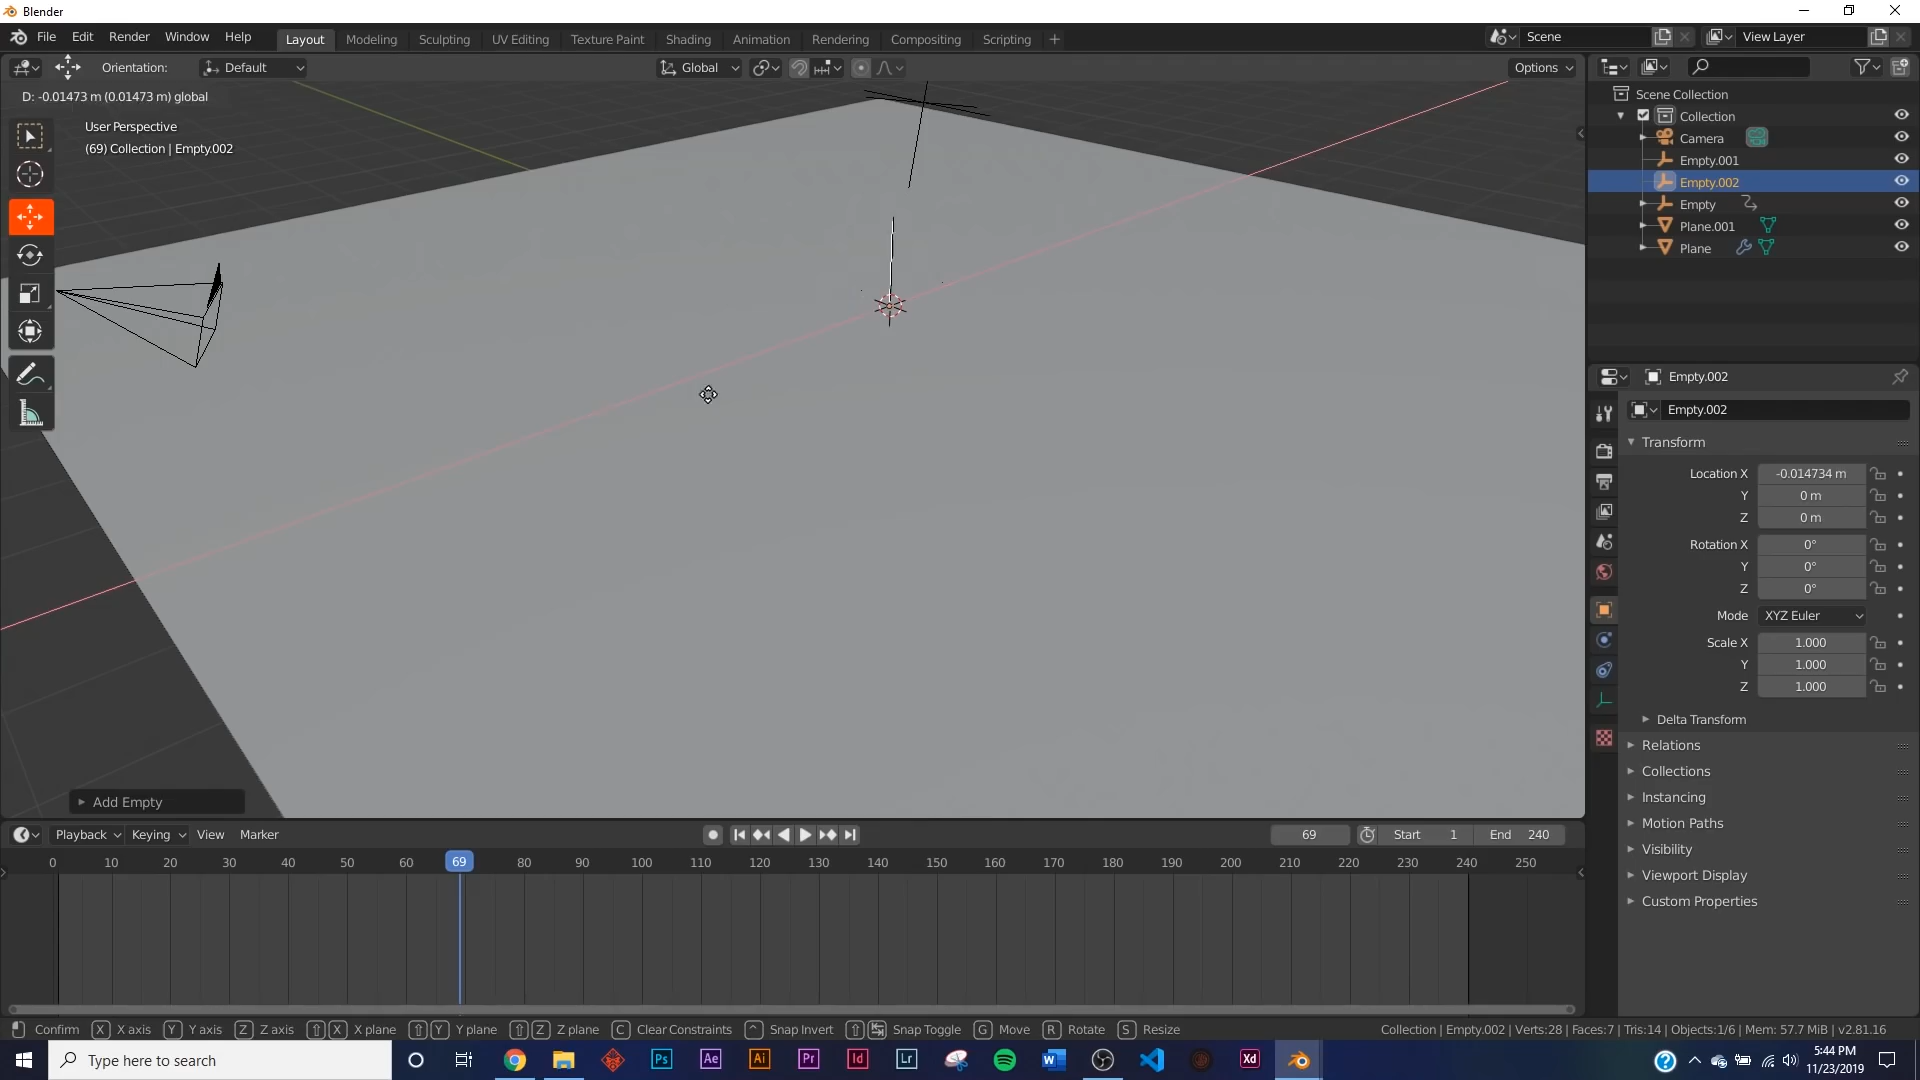 Blender
File Edit Render Window Help Layout Modeling Sculpting UV Editing Texture Paint Shading Animation Rendering Compositing Scripting + Scene View Layer
Orientation: Default Global Options
D: -0.01473 m (0.01473 m) global
User Perspective
(69) Collection | Empty.002
Scene Collection
Collection
Camera
Empty.001
Empty.002
Empty
Plane.001
Plane
Empty.002
Empty.002
Transform
Location X -0.014734 m
Y 0 m
Z 0 m
Rotation X 0°
Y 0°
Z 0°
Mode XYZ Euler
Scale X 1.000
Y 1.000
Z 1.000
Delta Transform
Relations
Collections
Instancing
Motion Paths
Visibility
Viewport Display
Custom Properties
Add Empty
Playback Keying View Marker 69 Start 1 End 240
0 10 20 30 40 50 60 69 80 90 100 110 120 130 140 150 160 170 180 190 200 210 220 230 240 250
Confirm X X axis Y Y axis Z Z axis X X plane Y Y plane Z Z plane C Clear Constraints Snap Invert Snap Toggle G Move R Rotate S Resize Collection | Empty.002 | Verts:28 | Faces:7 | Tris:14 | Objects:1/6 | Mem: 57.7 MiB | v2.81.16
Type here to search Ps Ae Ai Pr Id Lr W Xd
5:44 PM
11/23/2019